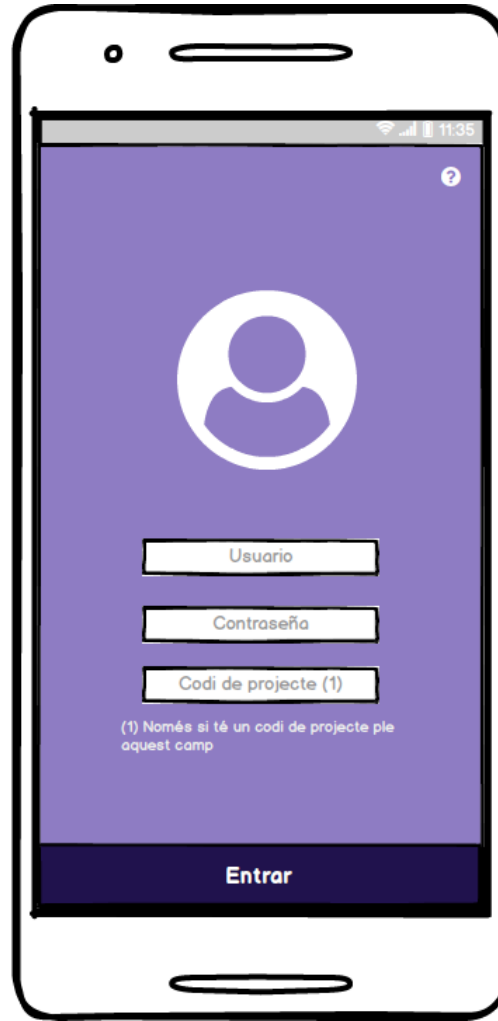 11:35
?
Usuario
Contraseña
Codi de projecte (1)
(1) Només si té un codi de projecte ple
aquest camp
Entrar